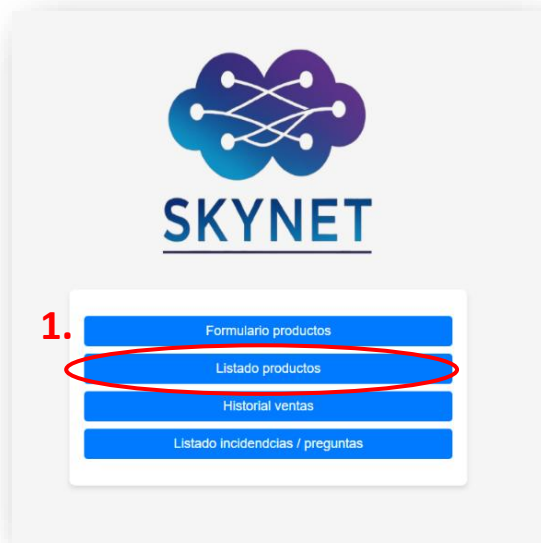 SKYNET
1.
Formulario productos
Listado productos
Historial ventas
Listado incidendcias / preguntas